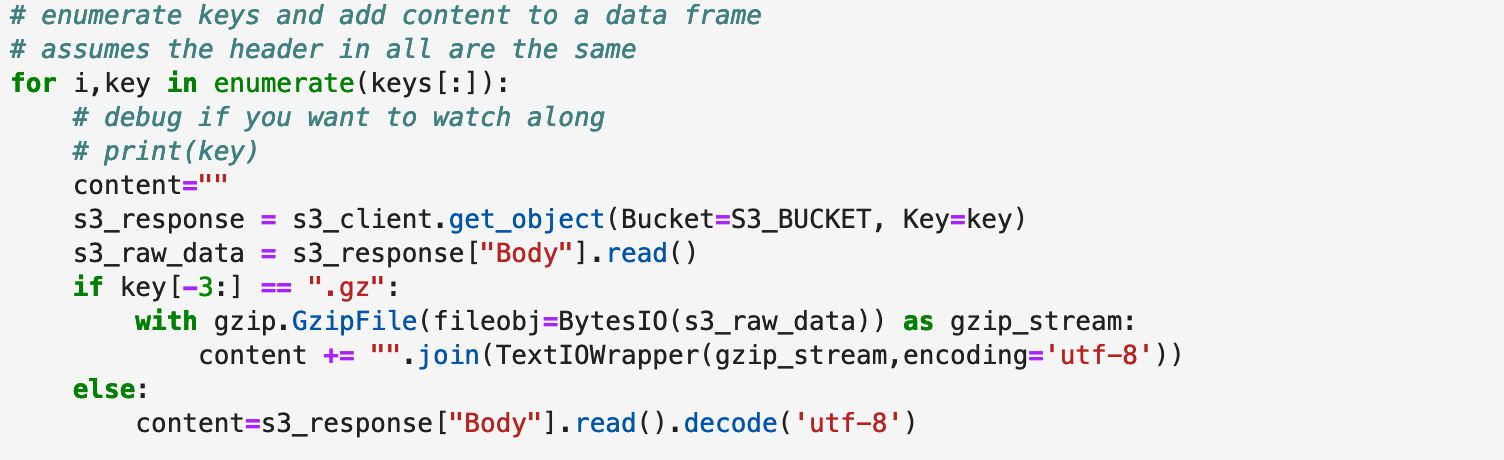 # enumerate keys and add content to a data frame
# assumes the header in all are the same
for i,key in enumerate(keys[:]):
    # debug if you want to watch along
    # print(key)
    content=""
    s3_response = s3_client.get_object(Bucket=S3_BUCKET, Key=key)
    s3_raw_data = s3_response["Body"].read()
    if key[-3:] == ".gz":
        with gzip.GzipFile(fileobj=BytesIO(s3_raw_data)) as gzip_stream:
            content += "".join(TextIOWrapper(gzip_stream,encoding='utf-8'))
    else:
        content=s3_response["Body"].read().decode('utf-8')